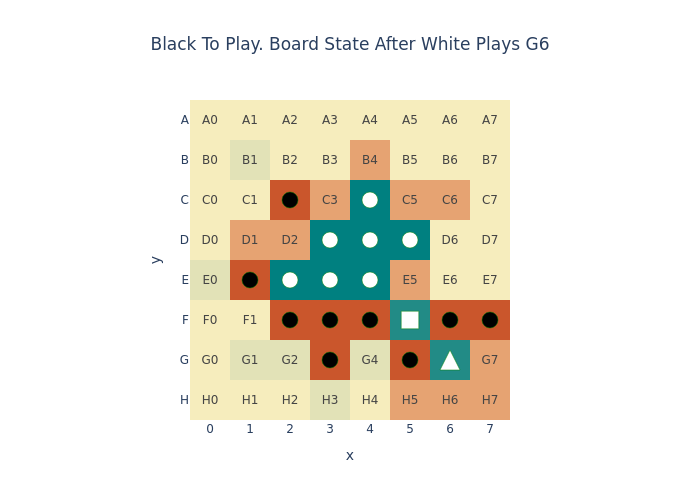 Black To Play. Board State After White Plays G6
A A0 A1 A2 A3 A4 A5 A6 A7
B B0 B1 B2 B3 B4 B5 B6 B7
C C0 C1 C3 C5 C6 C7
D D0 D1 D2 D6 D7
E E0 E5 E6 E7
F F0 F1
G G0 G1 G2 G4 G7
H H0 H1 H2 H3 H4 H5 H6 H7
0 1 2 3 4 5 6 7
x
y